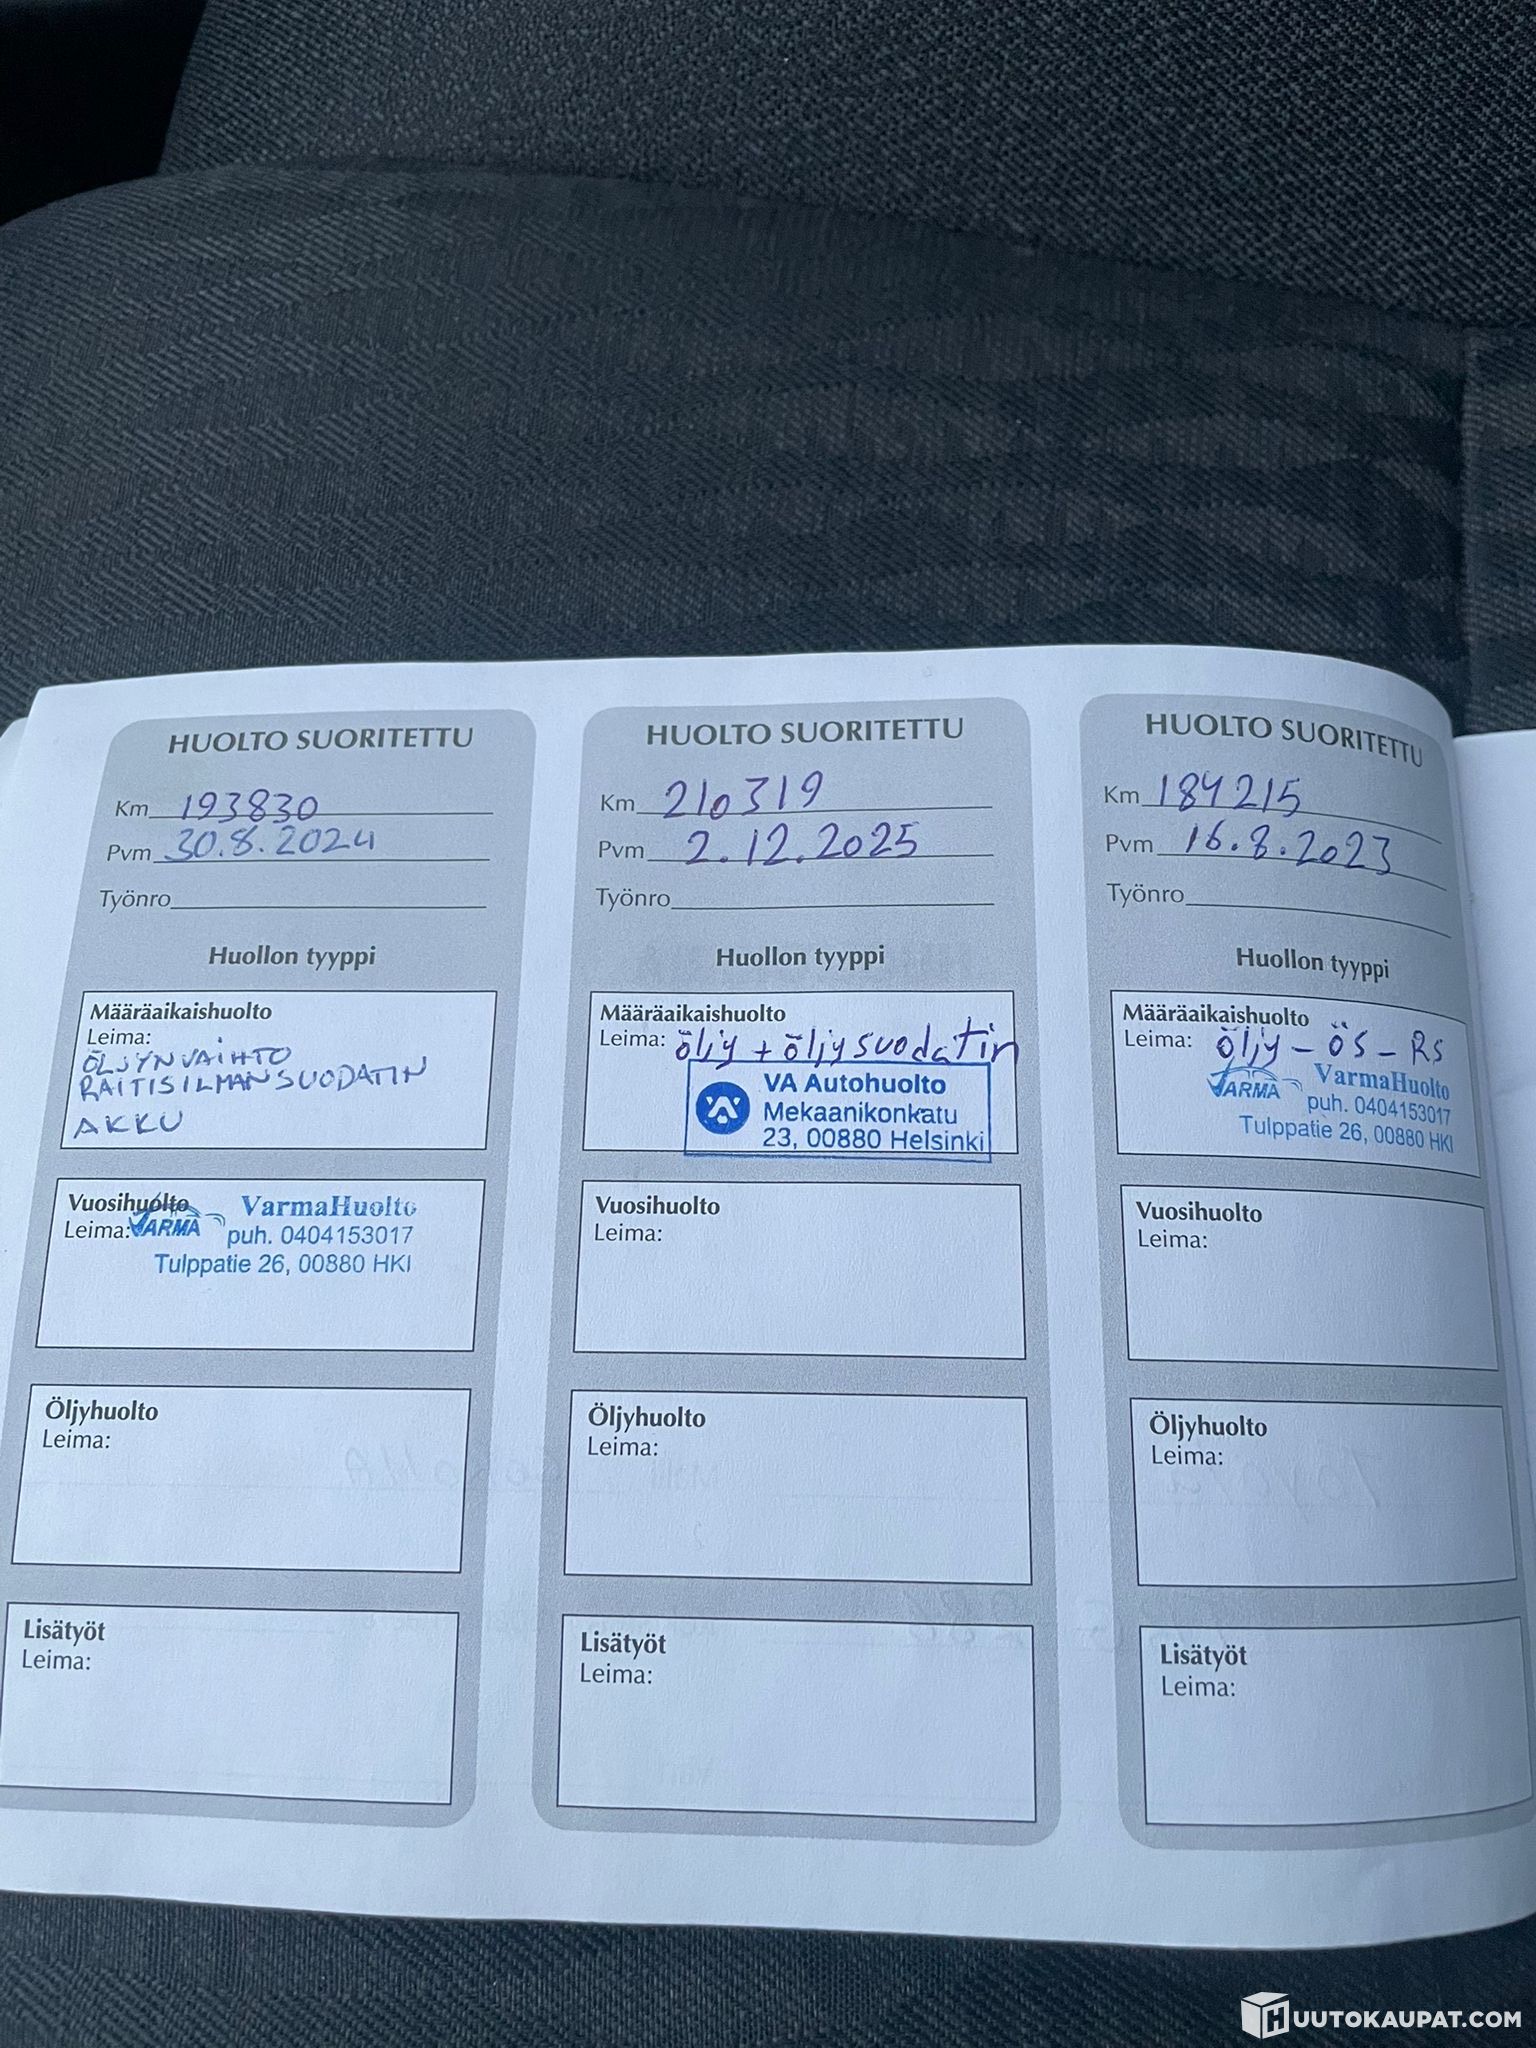 HUOLTO SUORITETTU
Km 193830
Pvm 30.8.2024
Työnro
Huollon tyyppi
Määräaikaishuolto
Leima:
ÖLJYNVAIHTO
RAITISILMANSUODATIN
AKKU
Vuosihuolto
Leima:
VARMA
VarmaHuolto
puh. 0404153017
Tulppatie 26, 00880 HKI
Öljyhuolto
Leima:
Lisätyöt
Leima:
HUOLTO SUORITETTU
Km 210319
Pvm 2.12.2025
Työnro
Huollon tyyppi
Määräaikaishuolto
Leima: öljy + öljysuodatin
VA Autohuolto
Mekaanikonkatu
23, 00880 Helsinki
Vuosihuolto
Leima:
Öljyhuolto
Leima:
Lisätyöt
Leima:
HUOLTO SUORITETTU
Km 184215
Pvm 16.8.2023
Työnro
Huollon tyyppi
Määräaikaishuolto
Leima: öljy - ös - RS
VARMA
VarmaHuolto
puh. 0404153017
Tulppatie 26, 00880 HKI
Vuosihuolto
Leima:
Öljyhuolto
Leima:
Lisätyöt
Leima:
HUUTOKAUPAT.COM